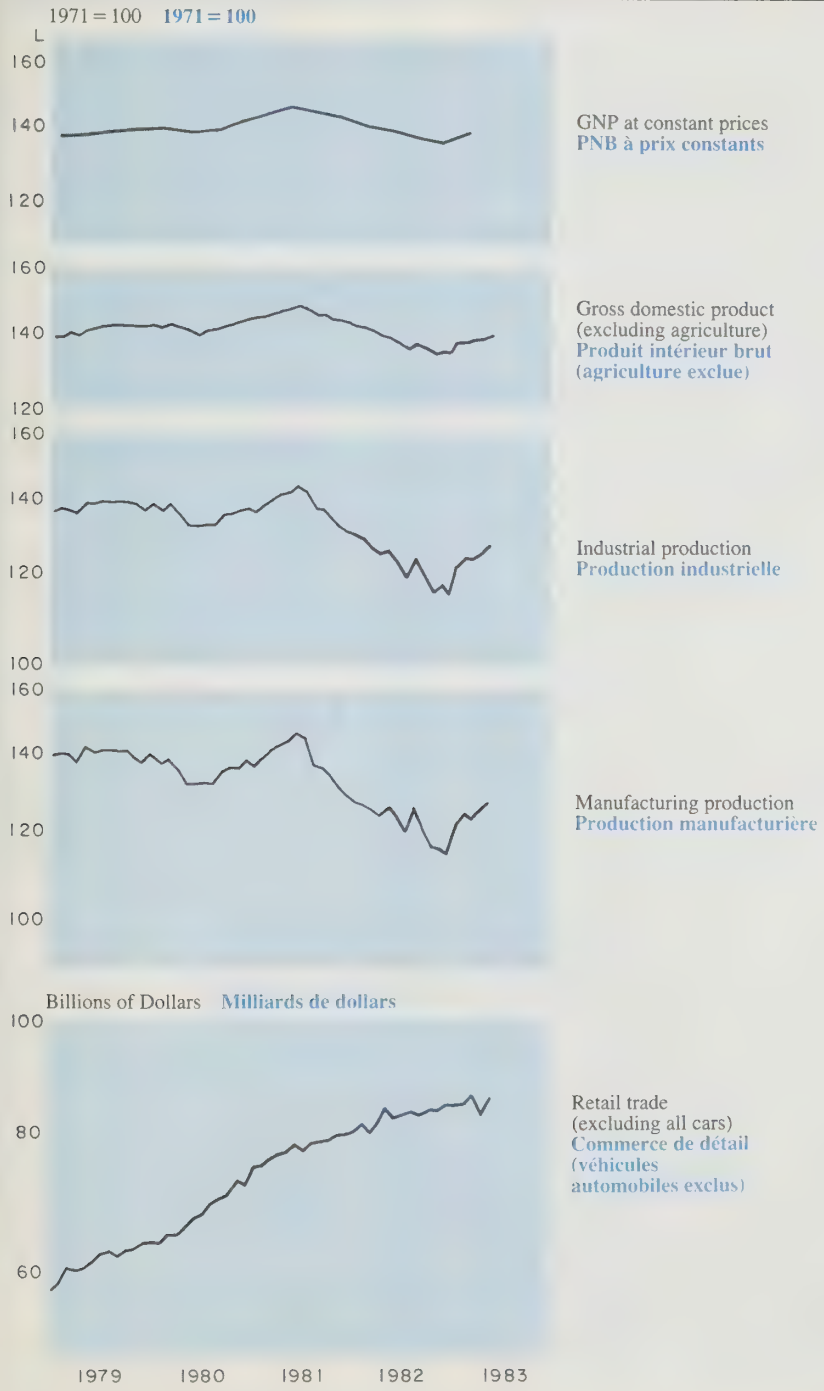 1971 = 100 1971 = 100
L
160
140
120
GNP at constant prices
PNB à prix constants
160
140
120
Gross domestic product
(excluding agriculture)
Produit intérieur brut
(agriculture exclue)
160
140
120
100
Industrial production
Production industrielle
160
140
120
100
Manufacturing production
Production manufacturière
Billions of Dollars Milliards de dollars
100
80
60
Retail trade
(excluding all cars)
Commerce de détail
(véhicules
automobiles exclus)
1979 1980 1981 1982 1983